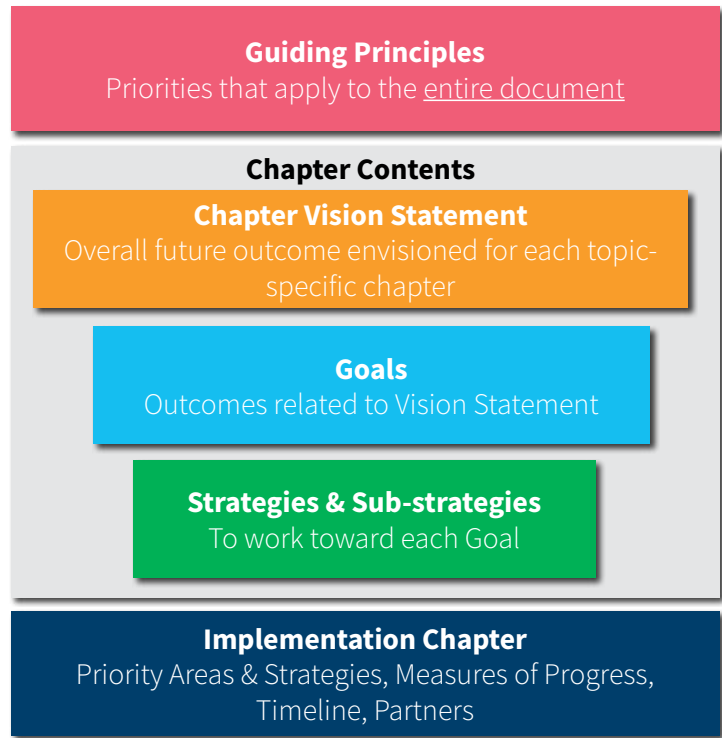 Guiding Principles
Priorities that apply to the entire document
Chapter Contents
Chapter Vision Statement
Overall future outcome envisioned for each topic-
specific chapter
Goals
Outcomes related to Vision Statement
Strategies & Sub-strategies
To work toward each Goal
Implementation Chapter
Priority Areas & Strategies, Measures of Progress,
Timeline, Partners